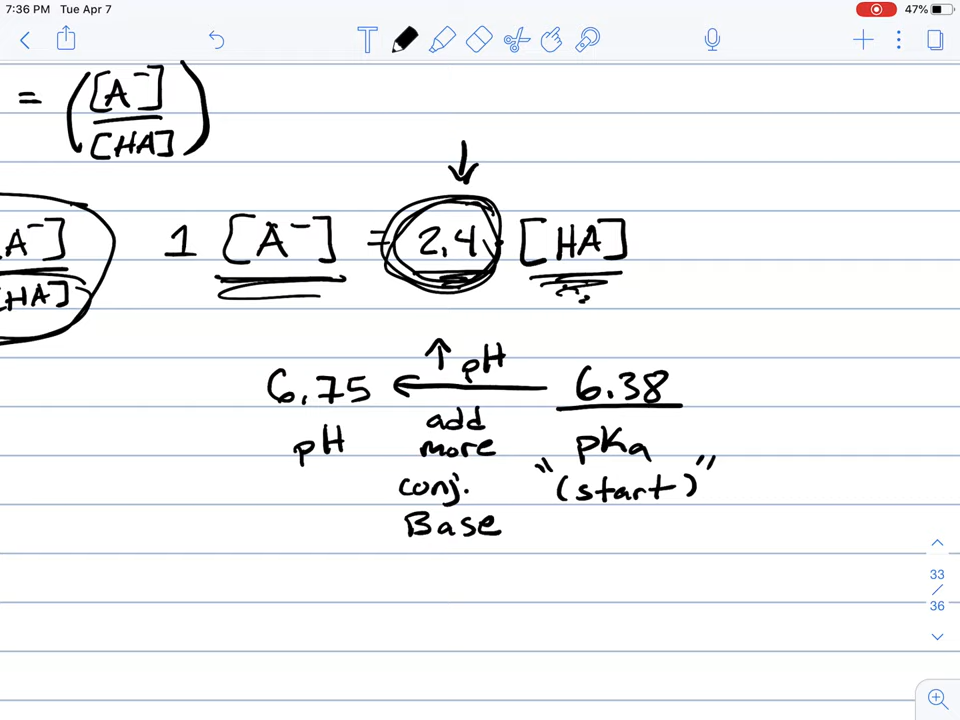 7:36 PM Tue Apr 7
47%
= ([A⁻]
[HA])
A⁻]
[HA]
1 [A⁻] = 2.4 · [HA]
↑ pH
6.75 ← 6.38
pH add more conj. Base pKa
"(start)"
33
/
36